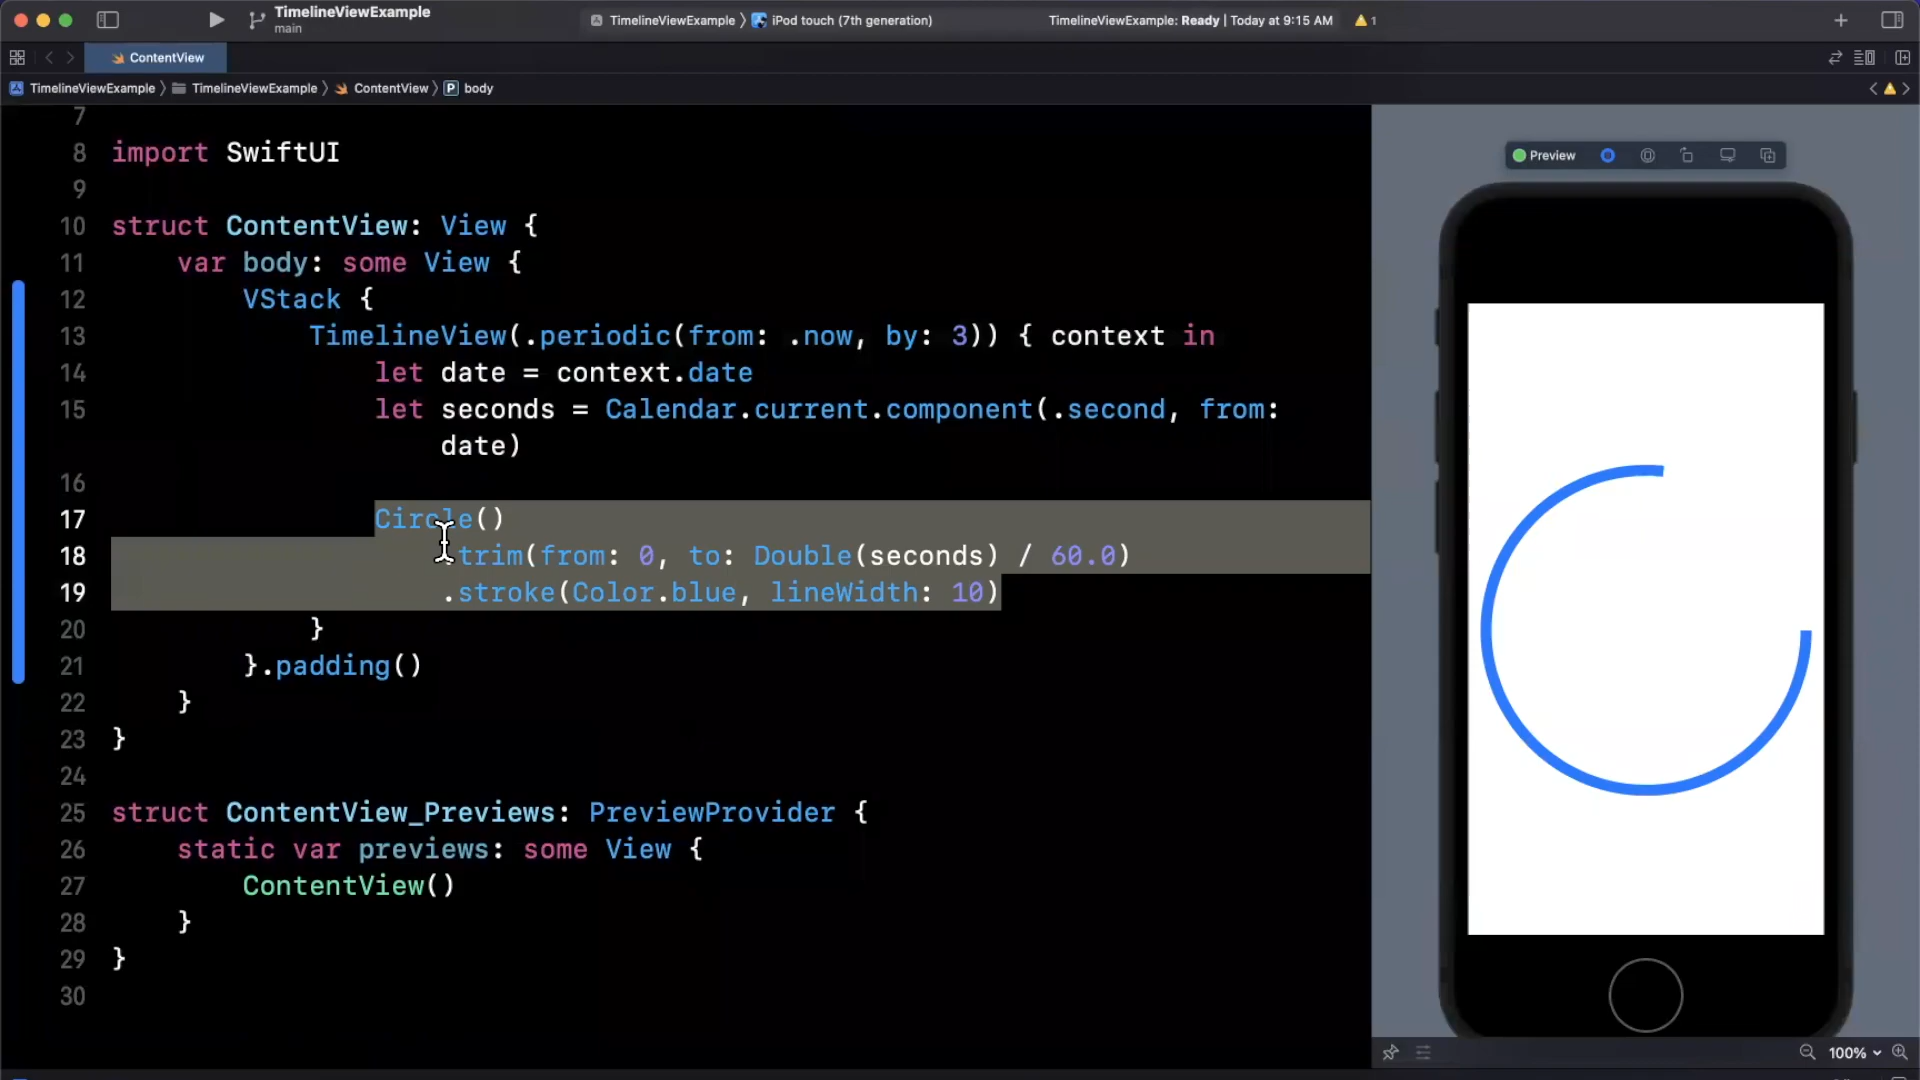 TimelineViewExample
main
TimelineViewExample 〉 iPod touch (7th generation)
TimelineViewExample: Ready | Today at 9:15 AM
1
ContentView
TimelineViewExample 〉 TimelineViewExample 〉 ContentView 〉 P body
7
8 import SwiftUI
9
10 struct ContentView: View {
11 var body: some View {
12 VStack {
13 TimelineView(.periodic(from: .now, by: 3)) { context in
14 let date = context.date
15 let seconds = Calendar.current.component(.second, from:
date)
16
17 Circle()
18 .trim(from: 0, to: Double(seconds) / 60.0)
19 .stroke(Color.blue, lineWidth: 10)
20 }
21 }.padding()
22 }
23 }
24
25 struct ContentView_Previews: PreviewProvider {
26 static var previews: some View {
27 ContentView()
28 }
29 }
30
Preview
100%